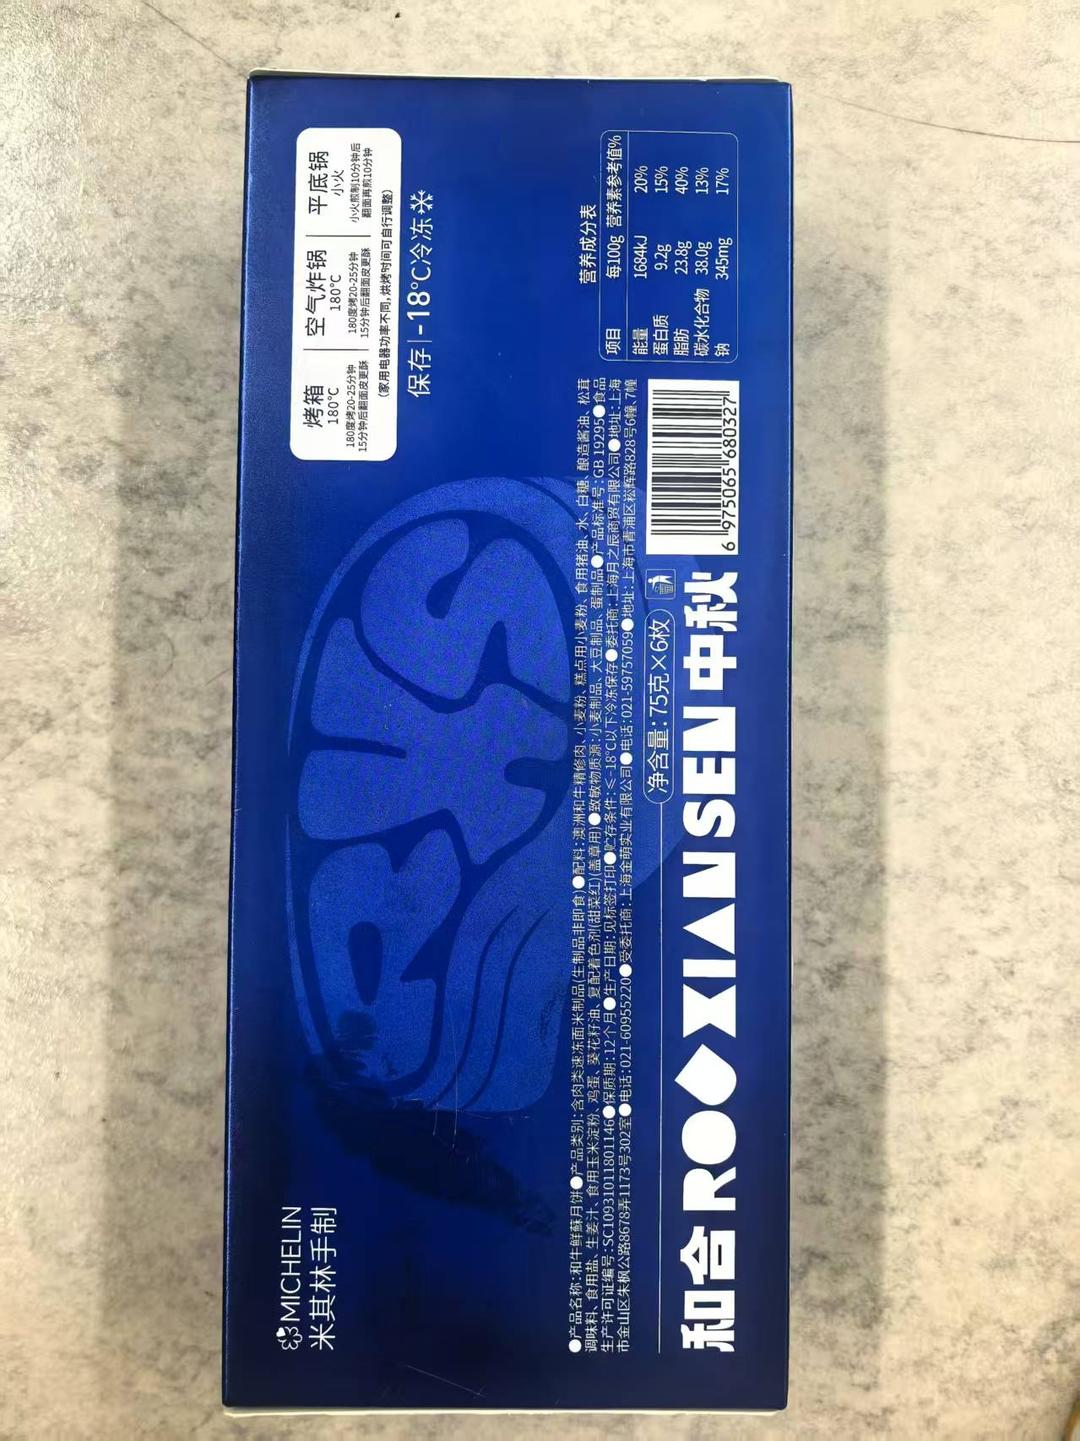 MICHELIN
米其林手制
烤箱
180°C
180度烤20-25分钟
15分钟后翻面皮更酥
空气炸锅
180°C
180度烤20-25分钟
15分钟后翻面皮更酥
平底锅
小火
小火煎制10分钟后
翻面再煎10分钟
(家用电器功率不同,烘烤时间可自行调整)
保存|-18°C冷冻
●产品名称:和牛鲜酥月饼●产品类别:含肉类速冻面米制品(生制品非即食)●配料:澳洲和牛精修肉、小麦粉、糕点用小麦粉、食用猪油、水、白糖、酿造酱油、松茸
调味料、食用盐、生姜汁、食用玉米淀粉、鸡蛋、葵花籽油、复配着色剂(甜菜红)(盖章用)●致敏物质源:小麦制品、大豆制品、蛋制品●产品标准号:GB 19295●食品
生产许可证编号:SC10931011801146●保质期:12个月●生产日期:见标签打印●贮存条件:≤-18°C以下冷冻保存●委托商:上海月之辰商贸有限公司●地址:上海
市金山区朱枫公路8678弄1173号302室●电话:021-60955220●受委托商:上海金萌实业有限公司●电话:021-59757059●地址:上海市青浦区松辉路828号6幢、7幢
净含量:75克×6枚
和合 ROU XIAN SEN 中秋
6 975065 680327
营养成分表
项目 每100g 营养素参考值%
能量 1684kJ 20%
蛋白质 9.2g 15%
脂肪 23.8g 40%
碳水化合物 38.0g 13%
钠 345mg 17%